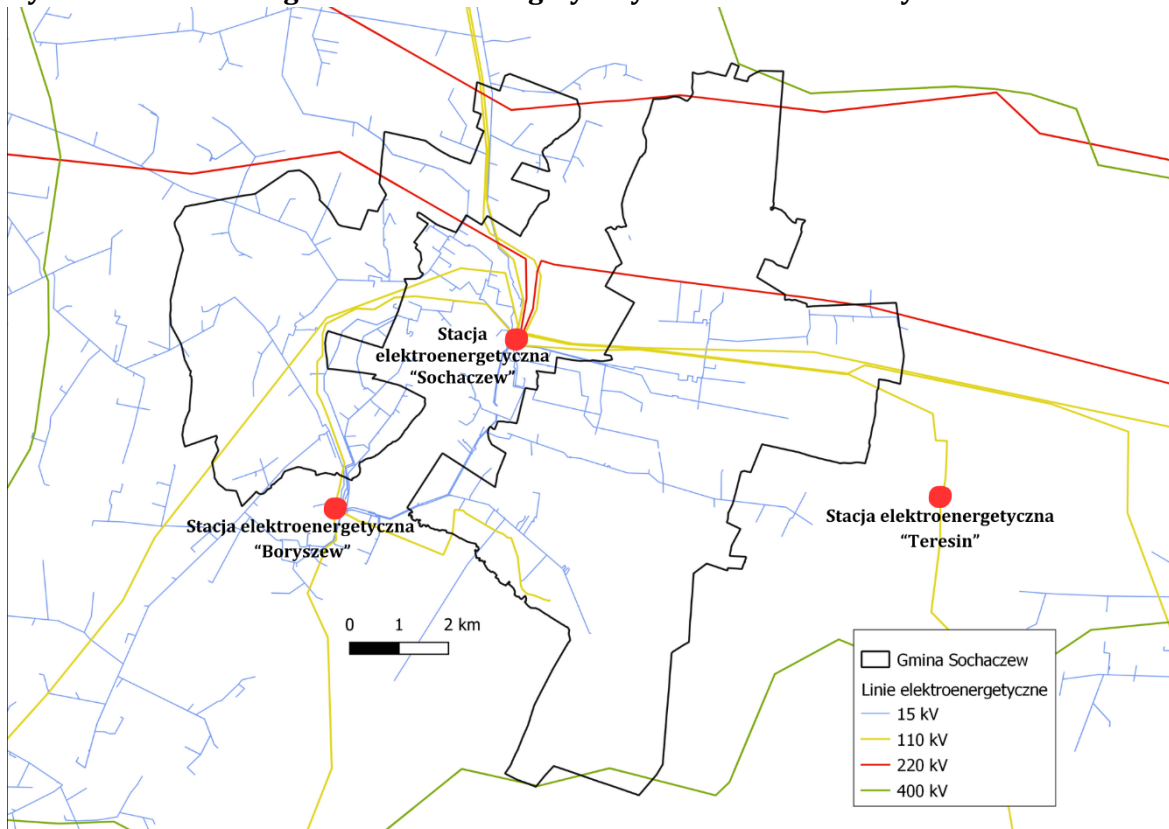 Stacja
elektroenergetyczna
“Sochaczew”
Stacja elektroenergetyczna
“Boryszew”
Stacja elektroenergetyczna
“Teresin”
0 1 2 km
Gmina Sochaczew
Linie elektroenergetyczne
15 kV
110 kV
220 kV
400 kV